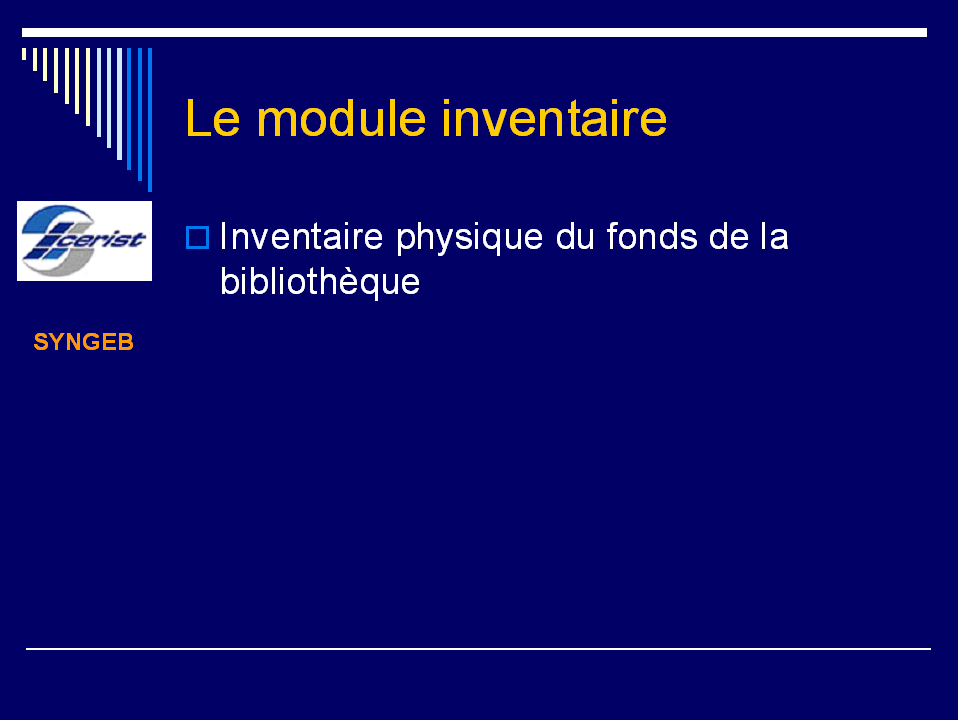 Le module inventaire
cerist
Inventaire physique du fonds de la
bibliothèque
SYNGEB